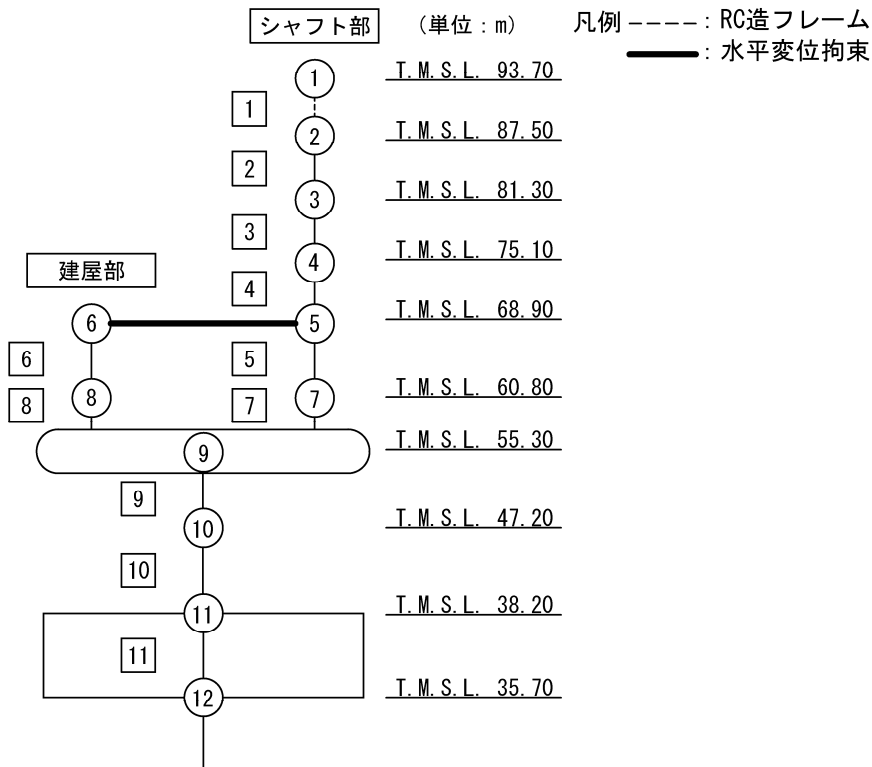 シャフト部 (単位：m) 凡例 ----：RC造フレーム
：水平変位拘束
① T.M.S.L. 93.70
1
② T.M.S.L. 87.50
2
③ T.M.S.L. 81.30
3
④ T.M.S.L. 75.10
建屋部
4
⑥ ⑤ T.M.S.L. 68.90
6 5
⑧ ⑦ T.M.S.L. 60.80
8 7
⑨ T.M.S.L. 55.30
9
⑩ T.M.S.L. 47.20
10
⑪ T.M.S.L. 38.20
11
⑫ T.M.S.L. 35.70